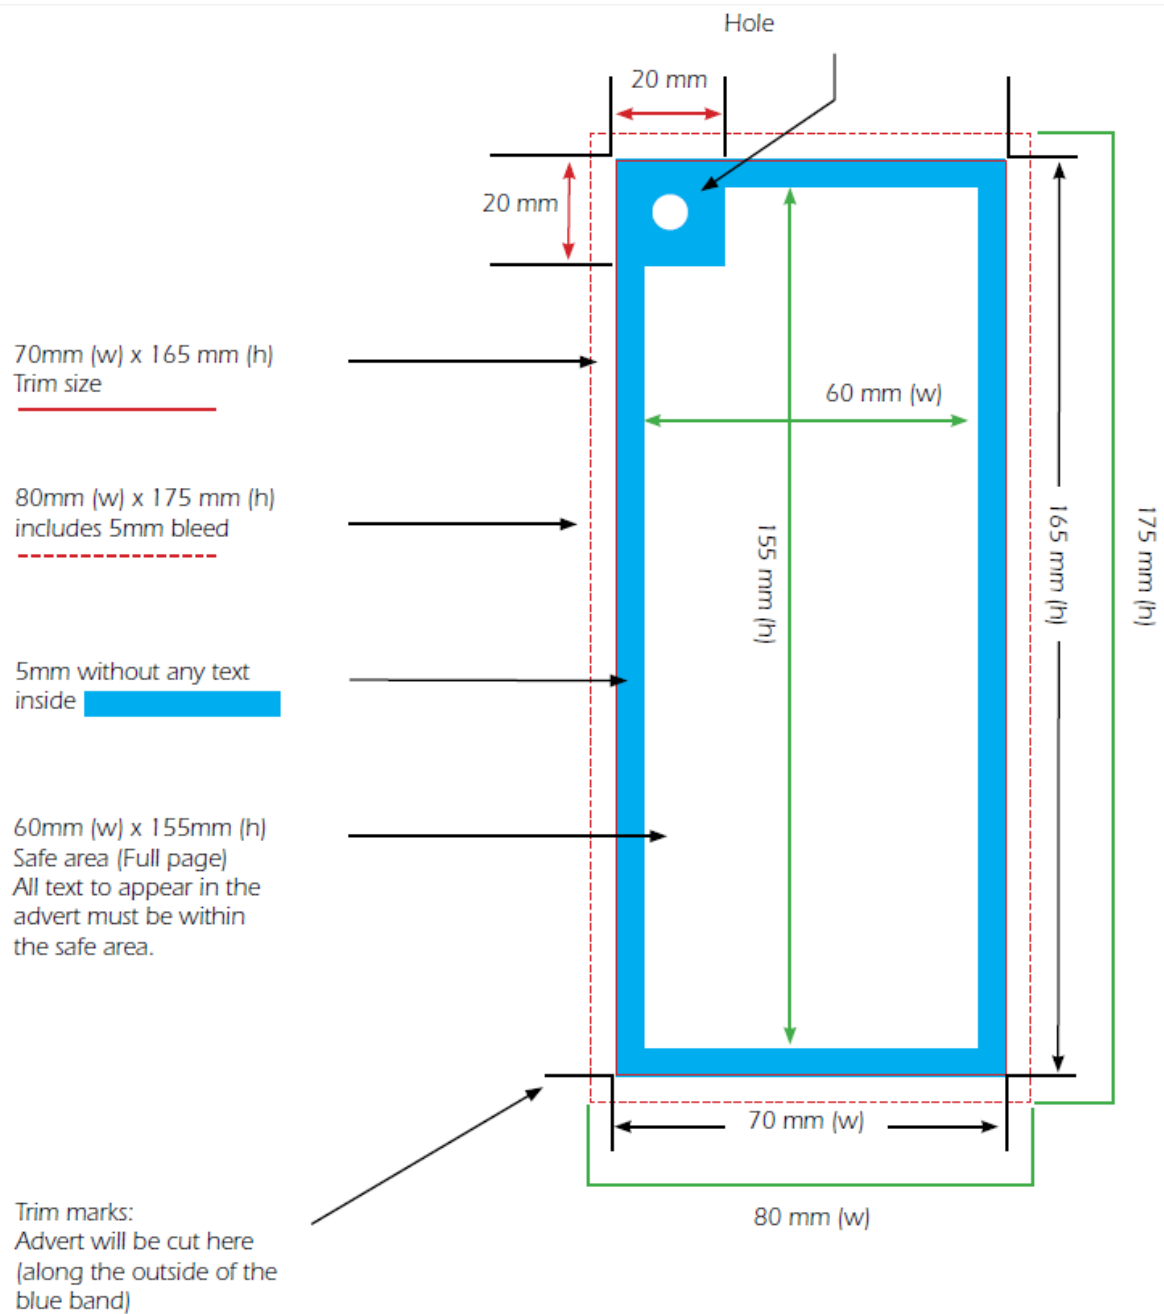 Hole
20 mm
20 mm
70mm (w) x 165 mm (h)
Trim size
60 mm (w)
80mm (w) x 175 mm (h)
includes 5mm bleed
155 mm (h)
165 mm (h)
175 mm (h)
5mm without any text
inside
60mm (w) x 155mm (h)
Safe area (Full page)
All text to appear in the
advert must be within
the safe area.
70 mm (w)
80 mm (w)
Trim marks:
Advert will be cut here
(along the outside of the
blue band)